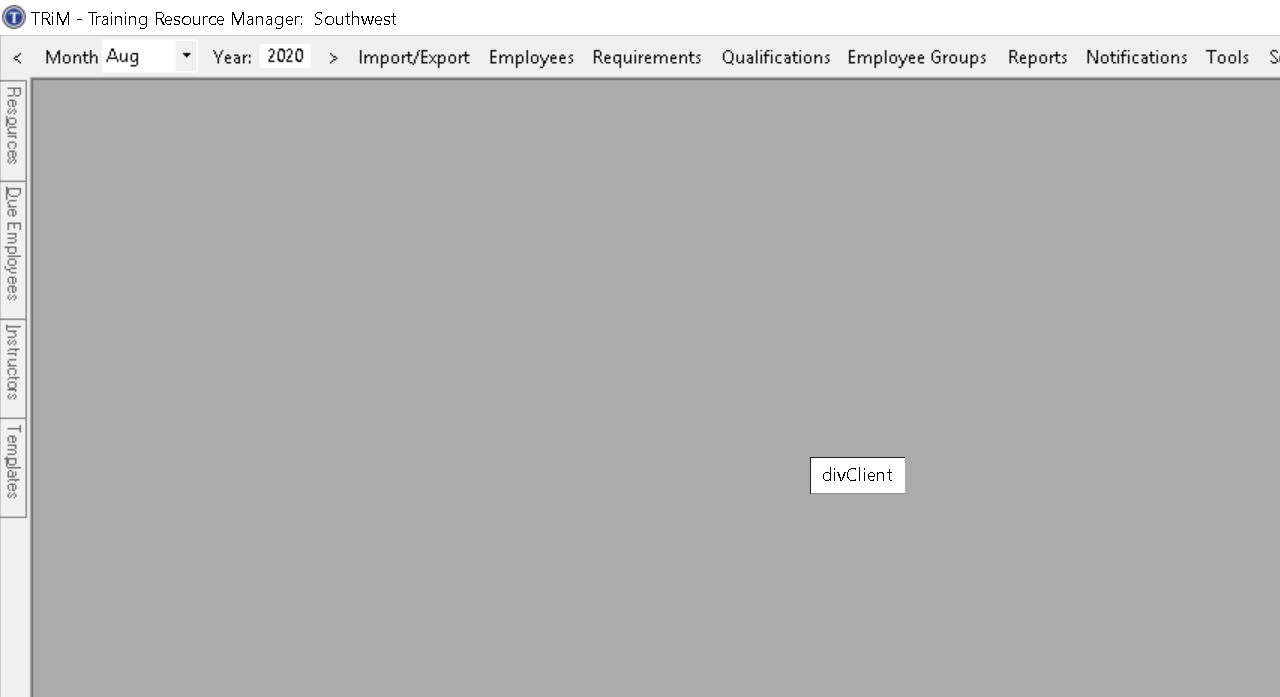 TRiM - Training Resource Manager: Southwest
< Month Aug Year: 2020 > Import/Export Employees Requirements Qualifications Employee Groups Reports Notifications Tools
Resources
Due Employees
Instructors
Templates
divClient